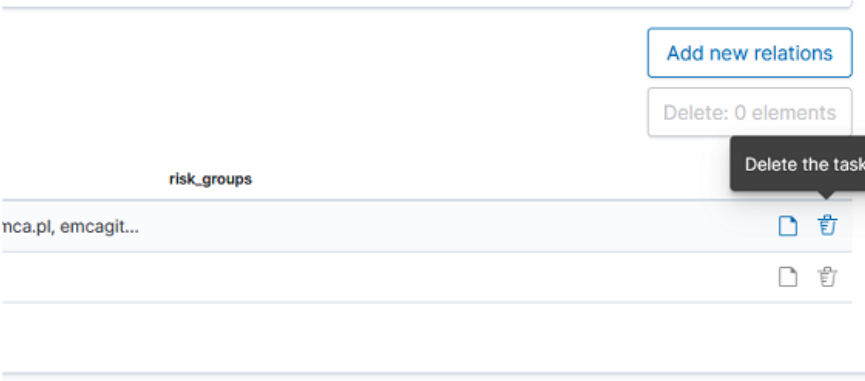 Add new relations
Delete: 0 elements
Delete the task
risk_groups
mca.pl, emcagit...